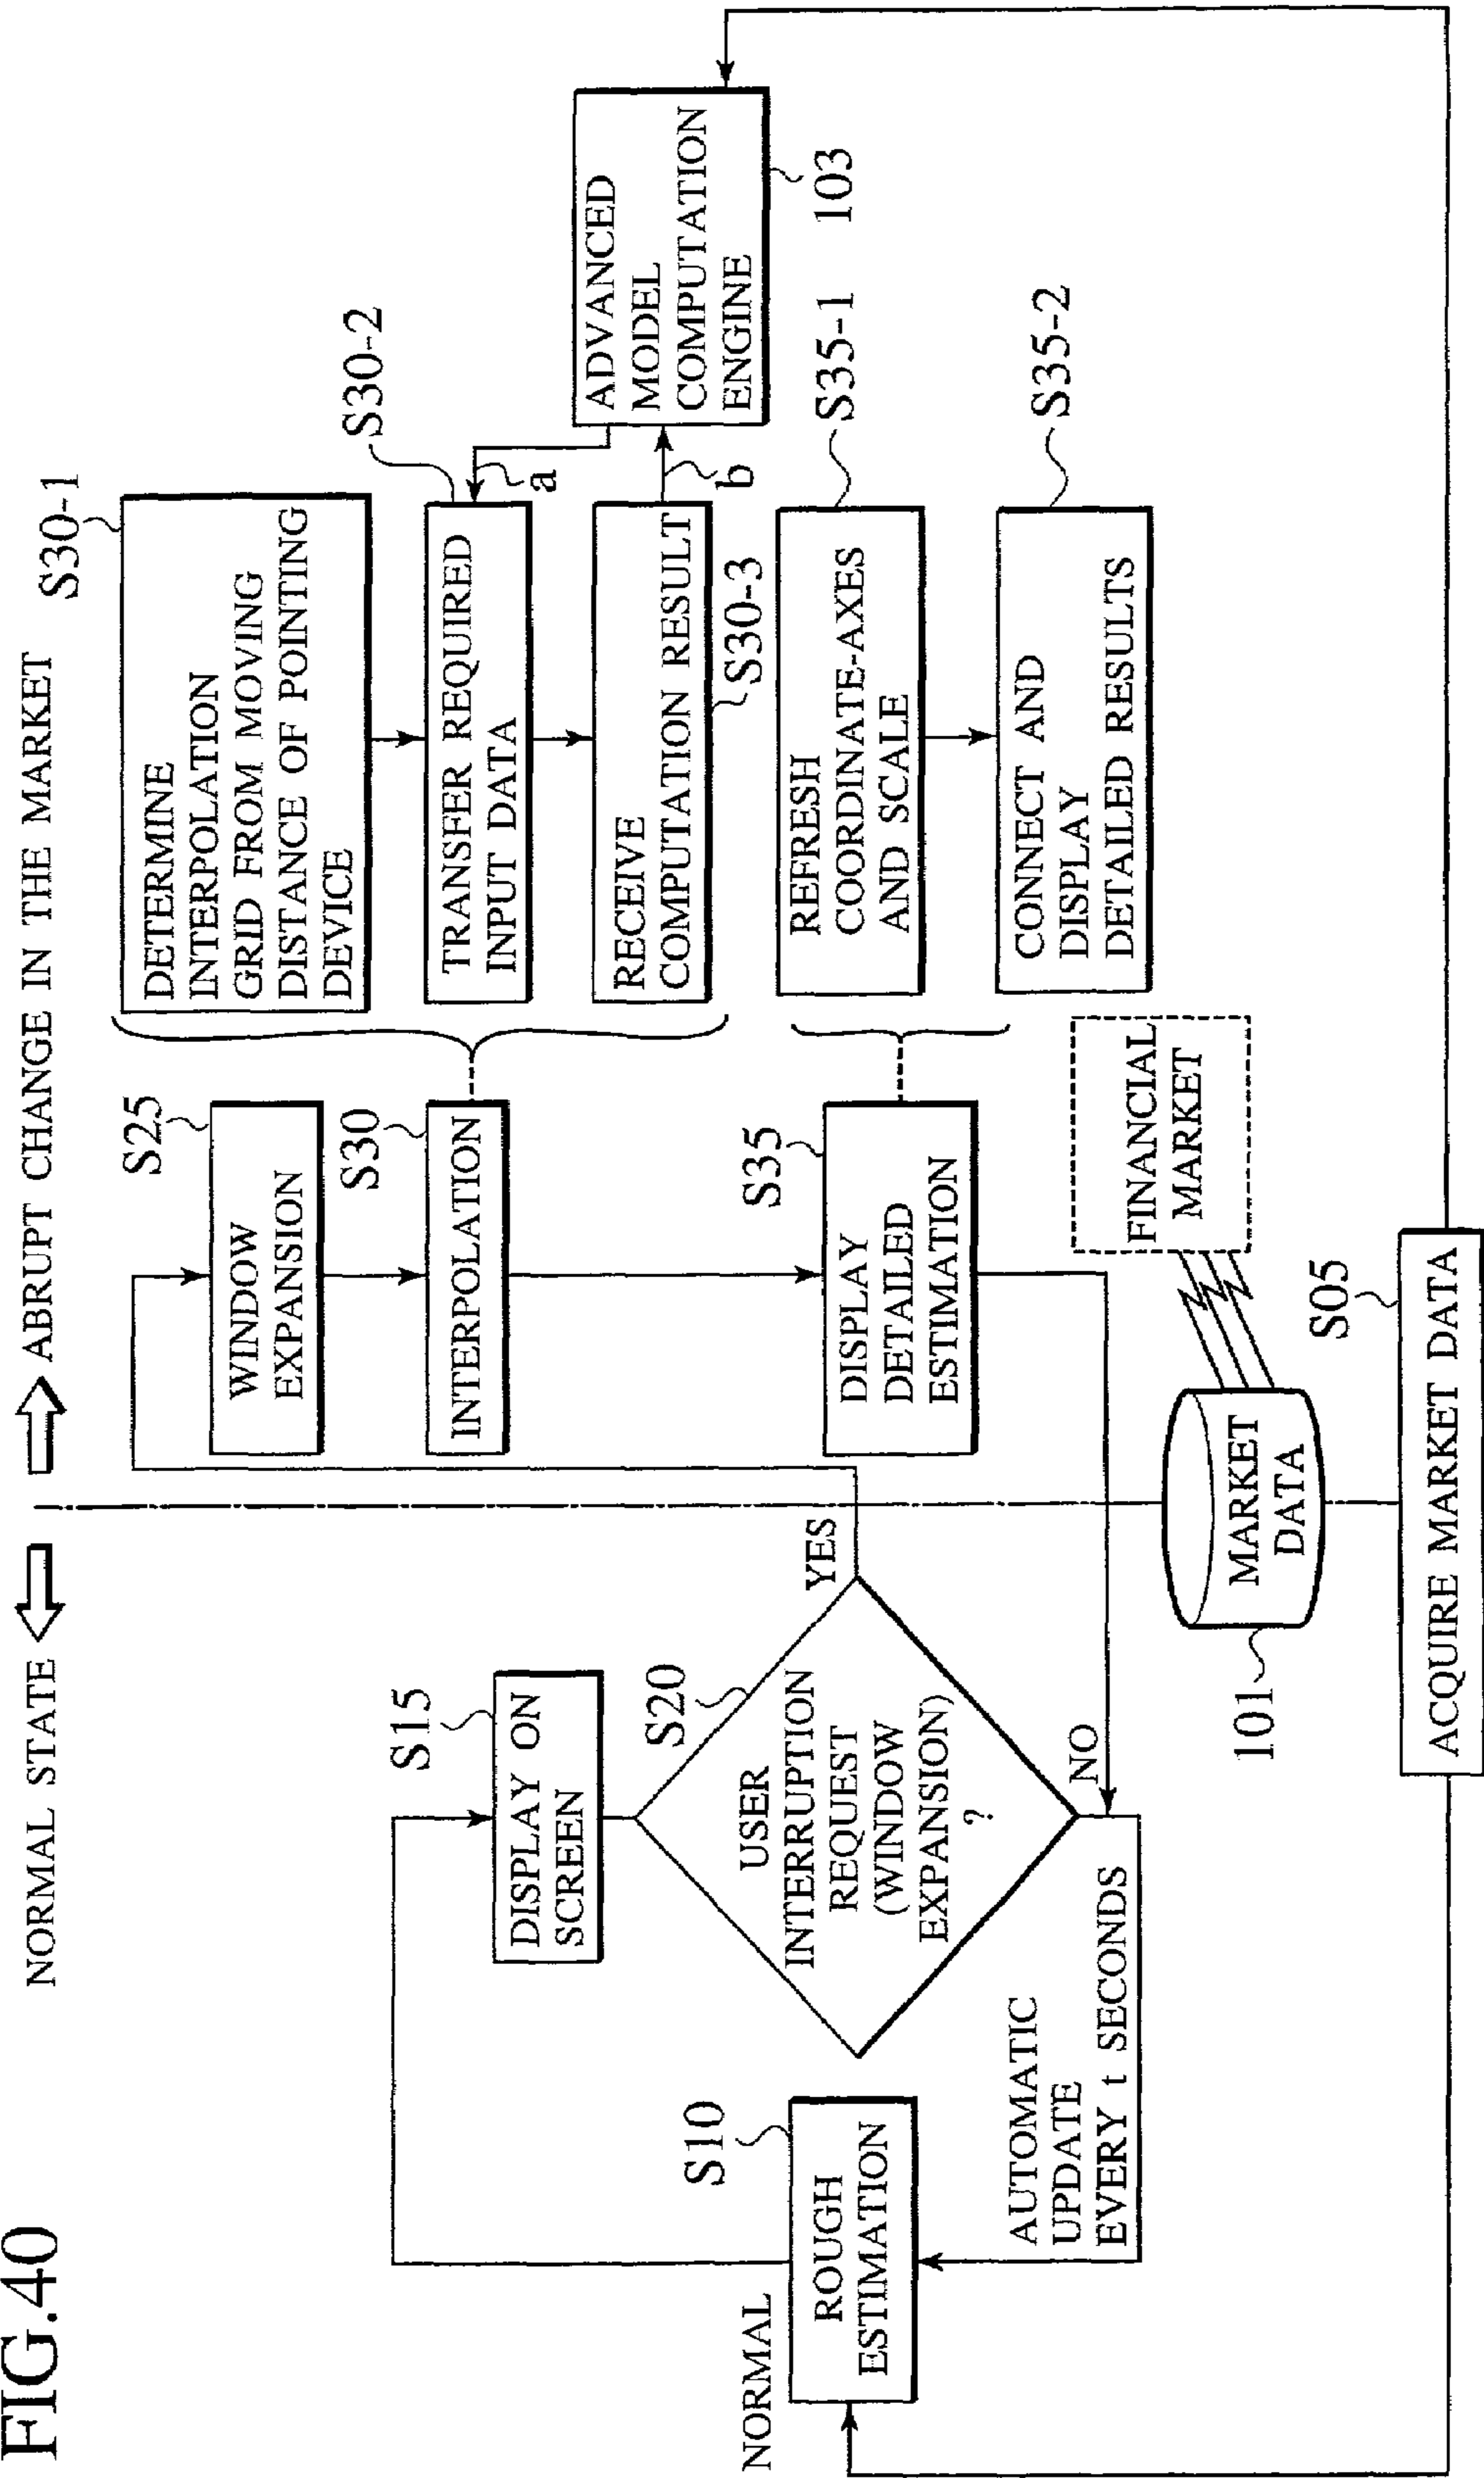 FIG.40
NORMAL STATE
ABRUPT CHANGE IN THE MARKET
S15
DISPLAY ON
SCREEN
S20
USER
INTERRUPTION
REQUEST
(WINDOW
EXPANSION)
?
YES
NO
NORMAL
S10
ROUGH
ESTIMATION
AUTOMATIC
UPDATE
EVERY t SECONDS
S25
WINDOW
EXPANSION
S30
INTERPOLATION
S35
DISPLAY
DETAILED
ESTIMATION
S30-1
DETERMINE
INTERPOLATION
GRID FROM MOVING
DISTANCE OF POINTING
DEVICE
S30-2
TRANSFER REQUIRED
INPUT DATA
a
RECEIVE
COMPUTATION RESULT
b
S30-3
ADVANCED
MODEL
COMPUTATION
ENGINE
103
REFRESH
COORDINATE-AXES
AND SCALE
S35-1
CONNECT AND
DISPLAY
DETAILED RESULTS
S35-2
FINANCIAL
MARKET
MARKET
DATA
101
S05
ACQUIRE MARKET DATA